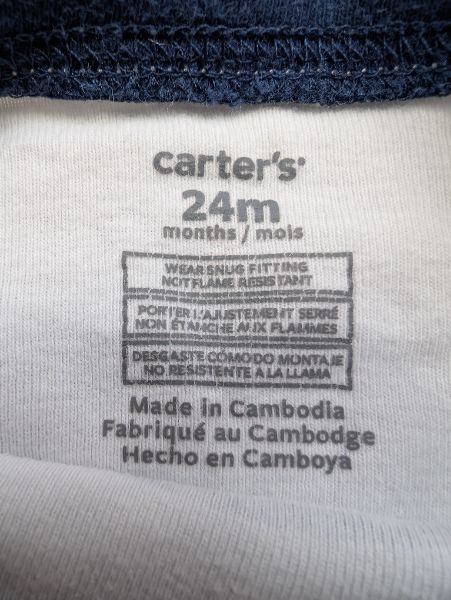 carter's
24m
months / mois
WEAR SNUG FITTING
NOT FLAME RESISTANT
PORTER L'AJUSTEMENT SERRÉ
NON ÉTANCHE AUX FLAMMES
DESGASTE CÓMODO MONTAJE
NO RESISTENTE A LA LLAMA
Made in Cambodia
Fabriqué au Cambodge
Hecho en Camboya